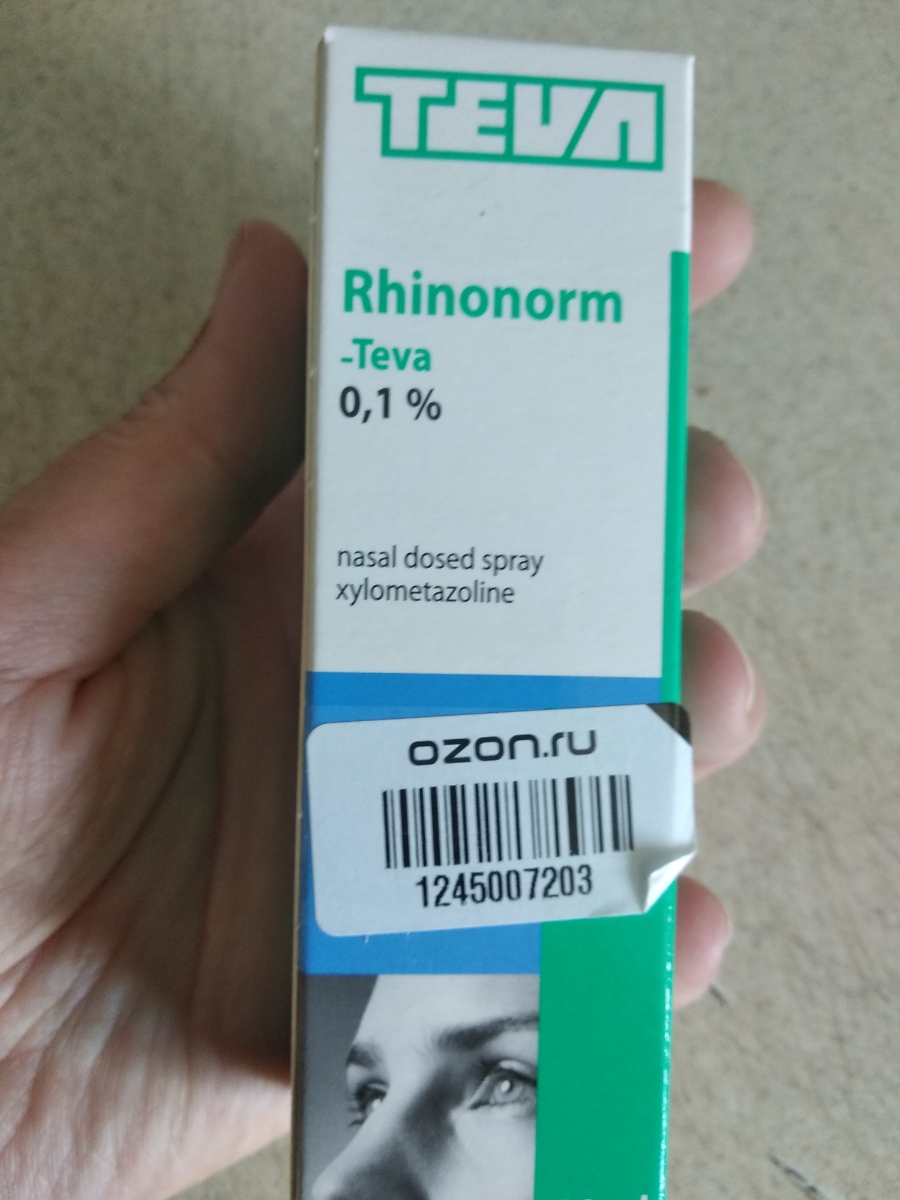 TEVA
Rhinonorm
-Teva
0,1 %
nasal dosed spray
xylometazoline
ozon.ru
1245007203